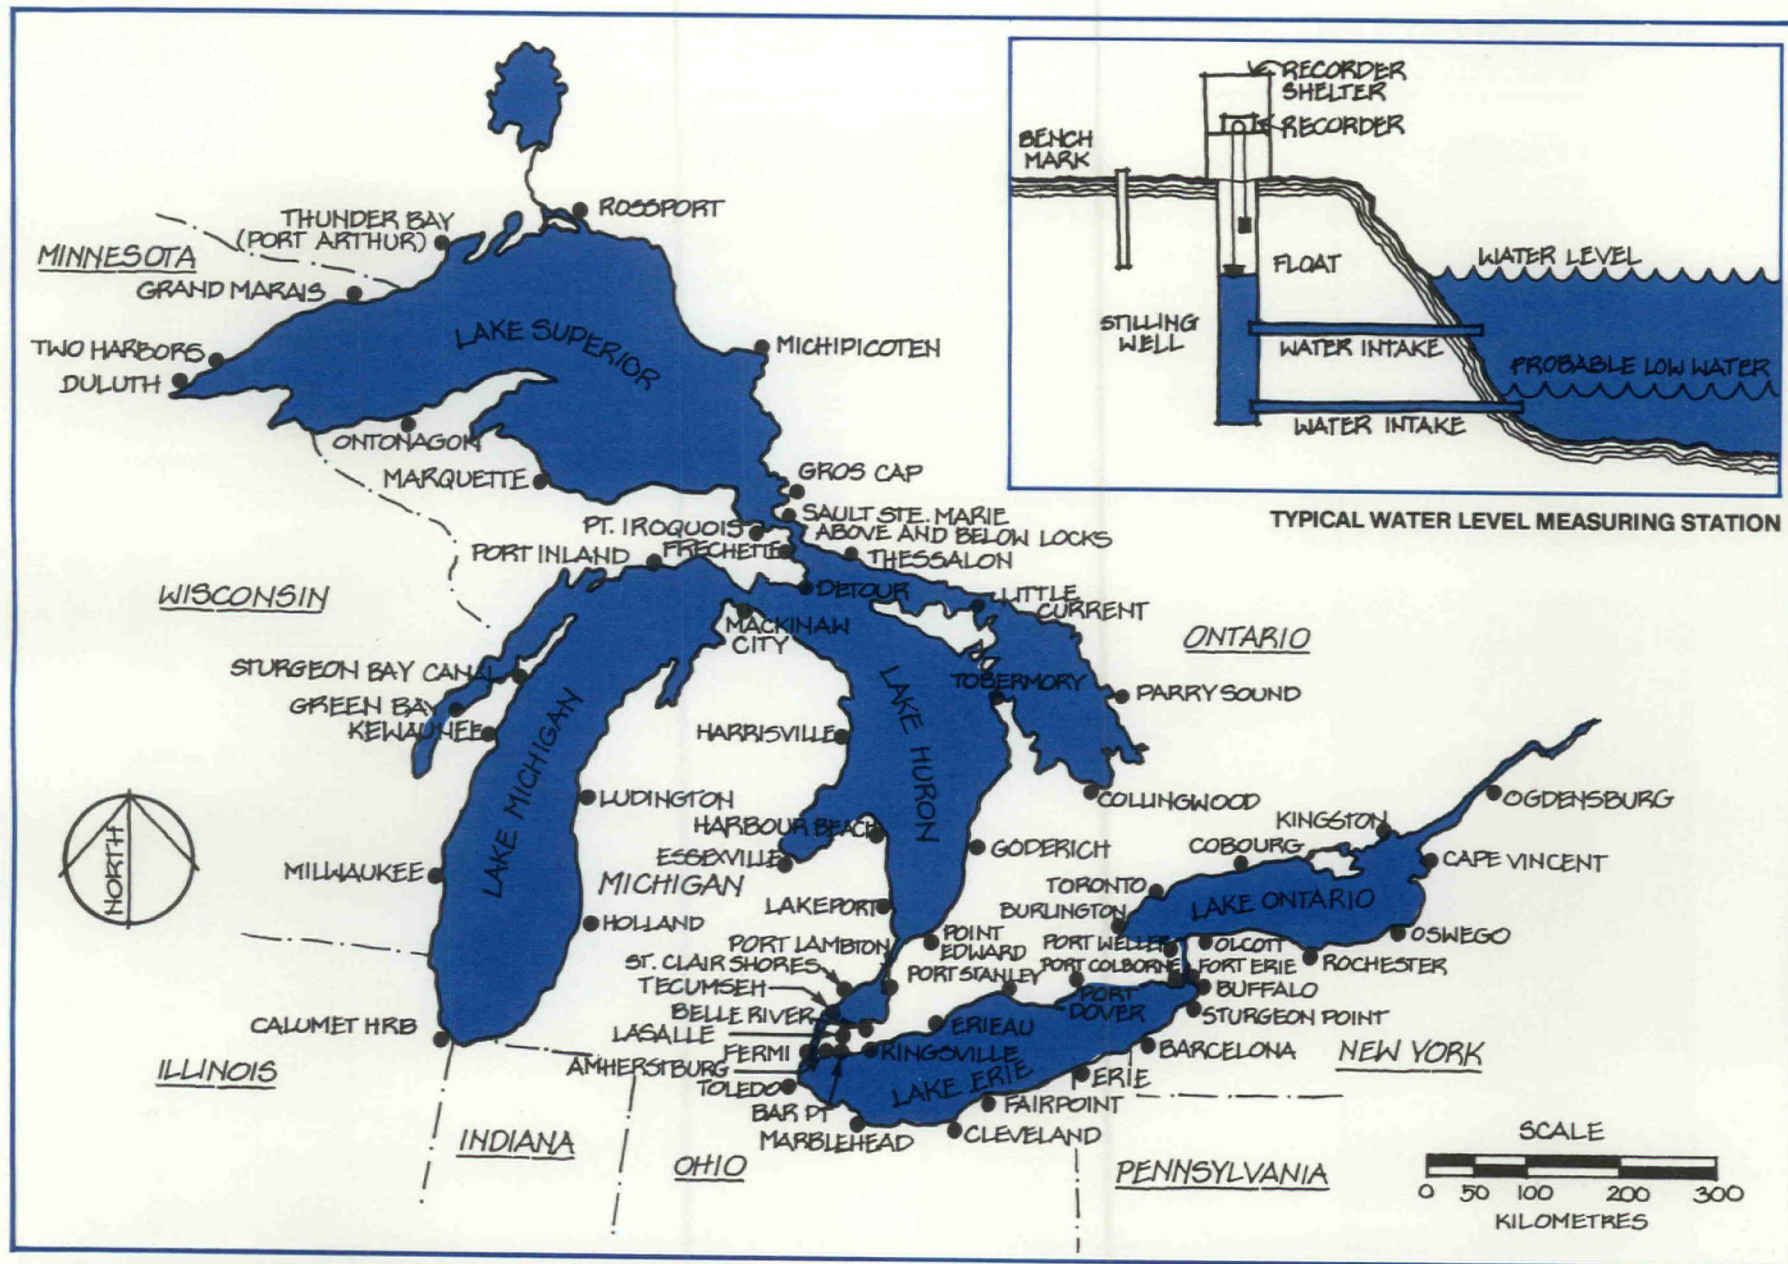 RECORDER
SHELTER
RECORDER
BENCH
MARK
FLOAT
WATER LEVEL
STILLING
WELL
WATER INTAKE
PROBABLE LOW WATER
WATER INTAKE
TYPICAL WATER LEVEL MEASURING STATION
ROSSPORT
THUNDER BAY
(PORT ARTHUR)
MINNESOTA
GRAND MARAIS
LAKE SUPERIOR
TWO HARBORS
DULUTH
MICHIPICOTEN
ONTONAGON
MARQUETTE
GROS CAP
SAULT STE. MARIE
ABOVE AND BELOW LOCKS
PT. IROQUOIS
FRECHETTE
PORT INLAND
THESSALON
WISCONSIN
DETOUR
LITTLE
CURRENT
MACKINAW
CITY
ONTARIO
STURGEON BAY CANAL
GREEN BAY
KEWAUNEE
TOBERMORY
PARRY SOUND
HARRISVILLE
LAKE HURON
LAKE MICHIGAN
LUDINGTON
COLLINGWOOD
OGDENSBURG
HARBOUR BEACH
ESSEXVILLE
GODERICH
KINGSTON
COBOURG
CAPE VINCENT
NORTH
MILWAUKEE
MICHIGAN
TORONTO
BURLINGTON
LAKE ONTARIO
LAKEPORT
HOLLAND
POINT
EDWARD
PORT LAMBTON
PORT WELLER
OLCOTT
OSWEGO
ROCHESTER
ST. CLAIR SHORES
TECUMSEH
PORT STANLEY
PORT COLBORNE
FORT ERIE
BUFFALO
PORT
DOVER
BELLE RIVER
LASALLE
STURGEON POINT
CALUMET HRB
ERIEAU
FERMI
KINGSVILLE
BARCELONA
NEW YORK
AMHERSTBURG
LAKE ERIE
ERIE
ILLINOIS
TOLEDO
BAR PT
FAIRPOINT
MARBLEHEAD
CLEVELAND
INDIANA
OHIO
PENNSYLVANIA
SCALE
0 50 100 200 300
KILOMETRES